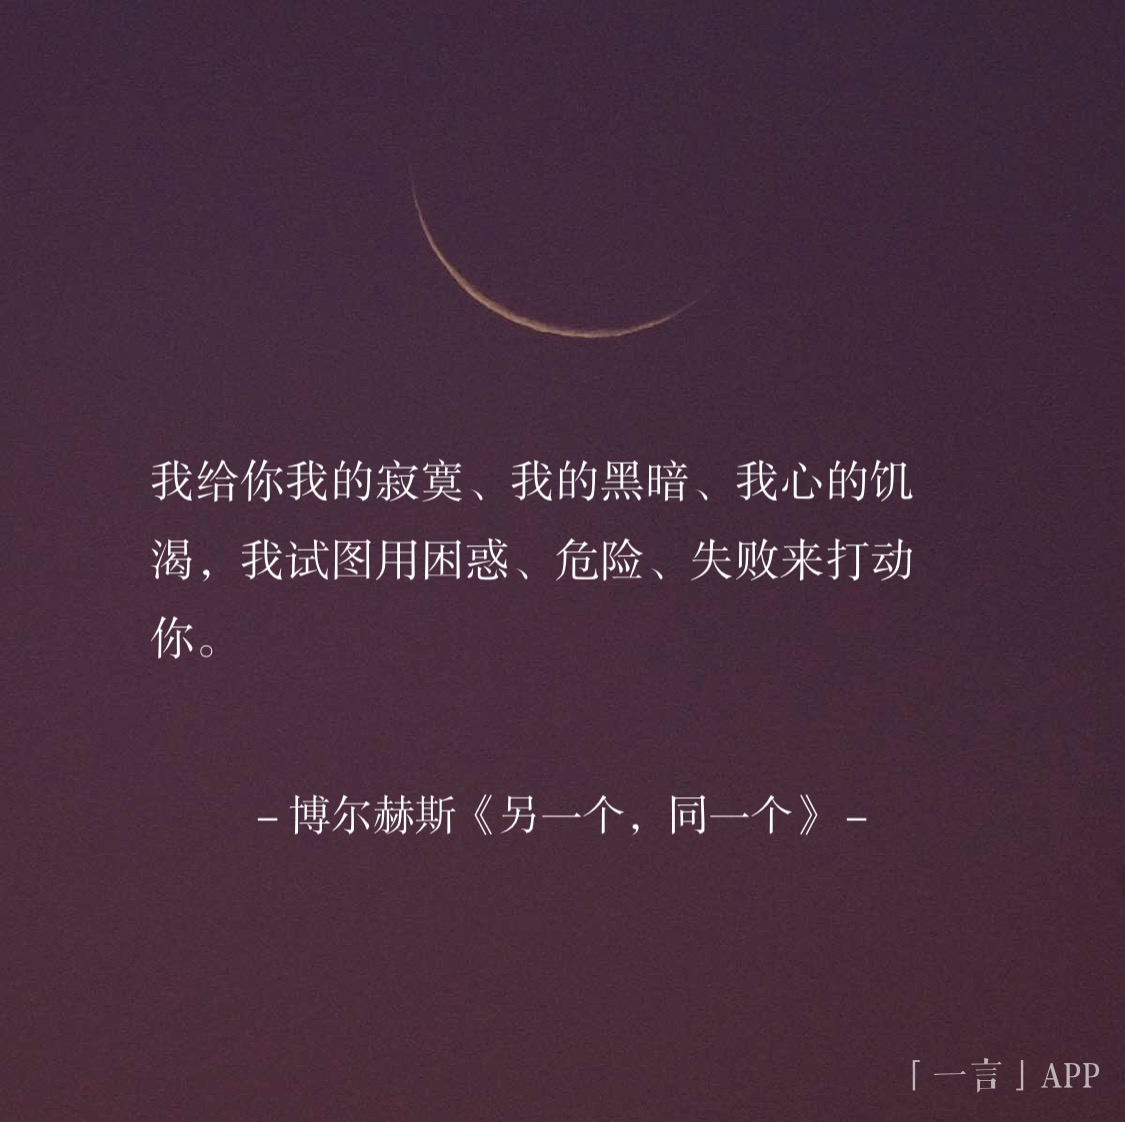 我给你我的寂寞、我的黑暗、我心的饥
渴，我试图用困惑、危险、失败来打动
你。
– 博尔赫斯《另一个，同一个》 –
「一言」APP